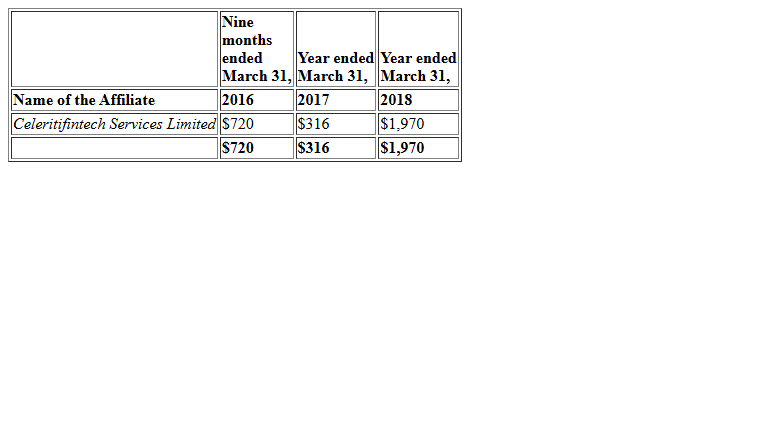 Nine
months
ended Year ended Year ended
March 31, March 31, March 31,
Name of the Affiliate 2016 2017 2018
Celeritifintech Services Limited $720 $316 $1,970
$720 $316 $1,970